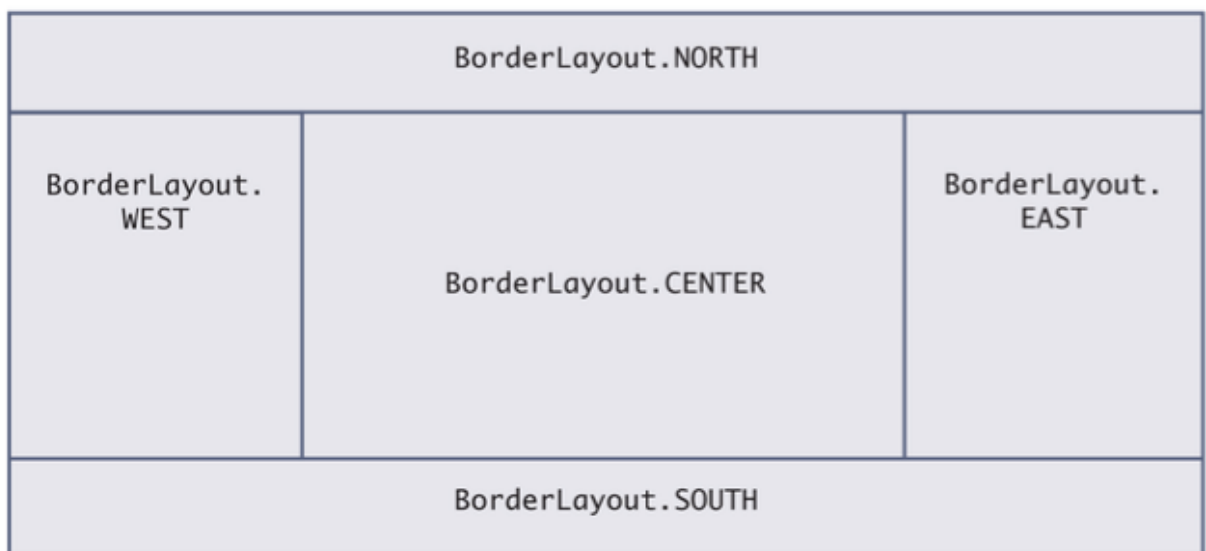 BorderLayout.NORTH
BorderLayout.
WEST
BorderLayout.CENTER
BorderLayout.
EAST
BorderLayout.SOUTH